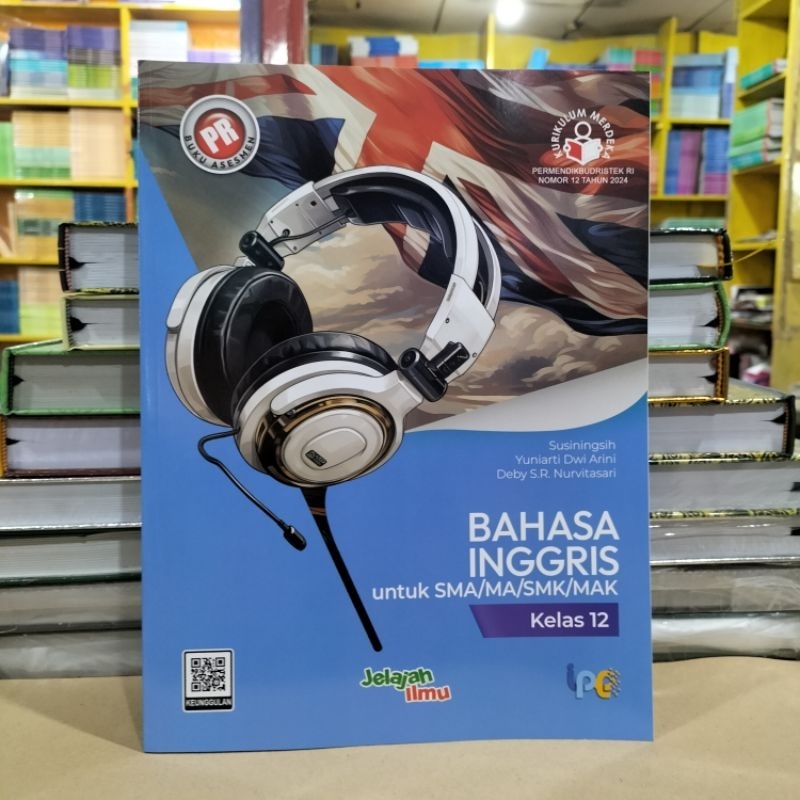 PR
BUKU ASESMEN
KURIKULUM MERDEKA
PERMENDIKBUDRISTEK RI
NOMOR 12 TAHUN 2024
Susiningsih
Yuniarti Dwi Arini
Deby S.R. Nurvitasari
BAHASA
INGGRIS
untuk SMA/MA/SMK/MAK
Kelas 12
KEUNGGULAN
Jelajah
ilmu
ipg